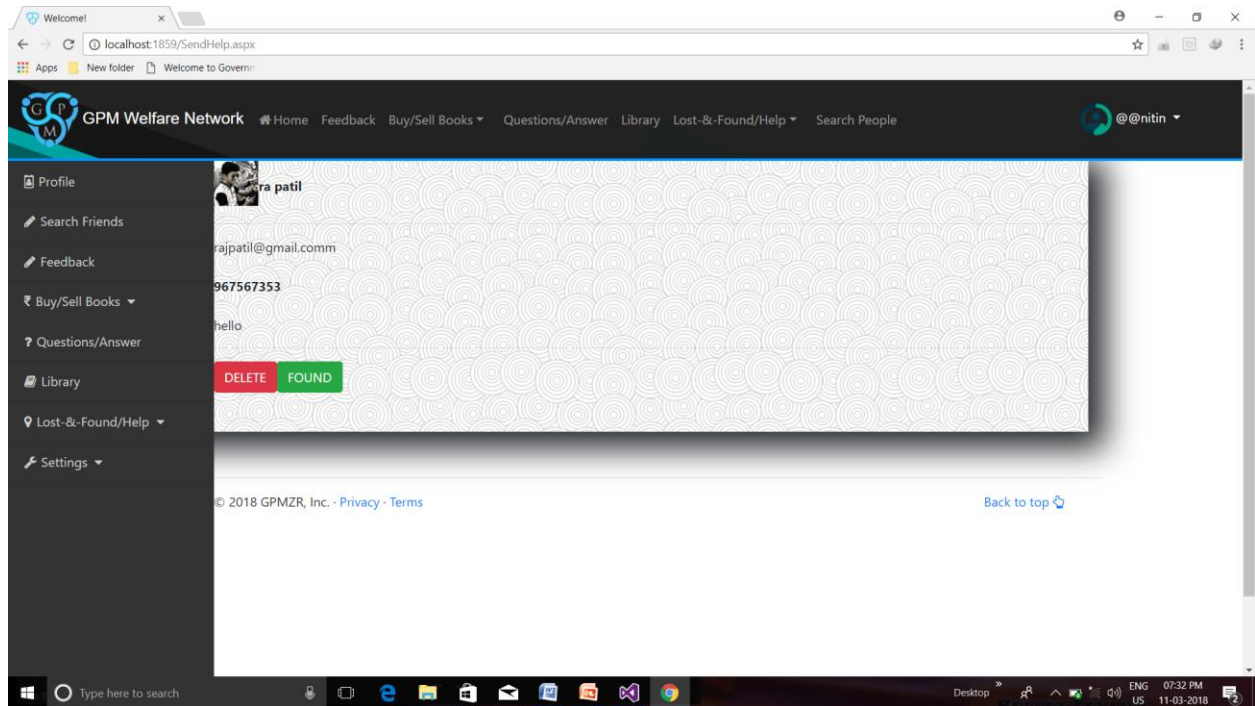 Welcome!
localhost:1859/SendHelp.aspx
Apps New folder Welcome to Governm
G P M
GPM Welfare Network Home Feedback Buy/Sell Books Questions/Answer Library Lost-&-Found/Help Search People @@nitin
Profile
ra patil
Search Friends
rajpatil@gmail.comm
Feedback
967567353
Buy/Sell Books
hello
? Questions/Answer
DELETE FOUND
Library
Lost-&-Found/Help
Settings
© 2018 GPMZR, Inc. · Privacy · Terms
Back to top
Type here to search
Desktop » ENG 07:32 PM
US 11-03-2018 2